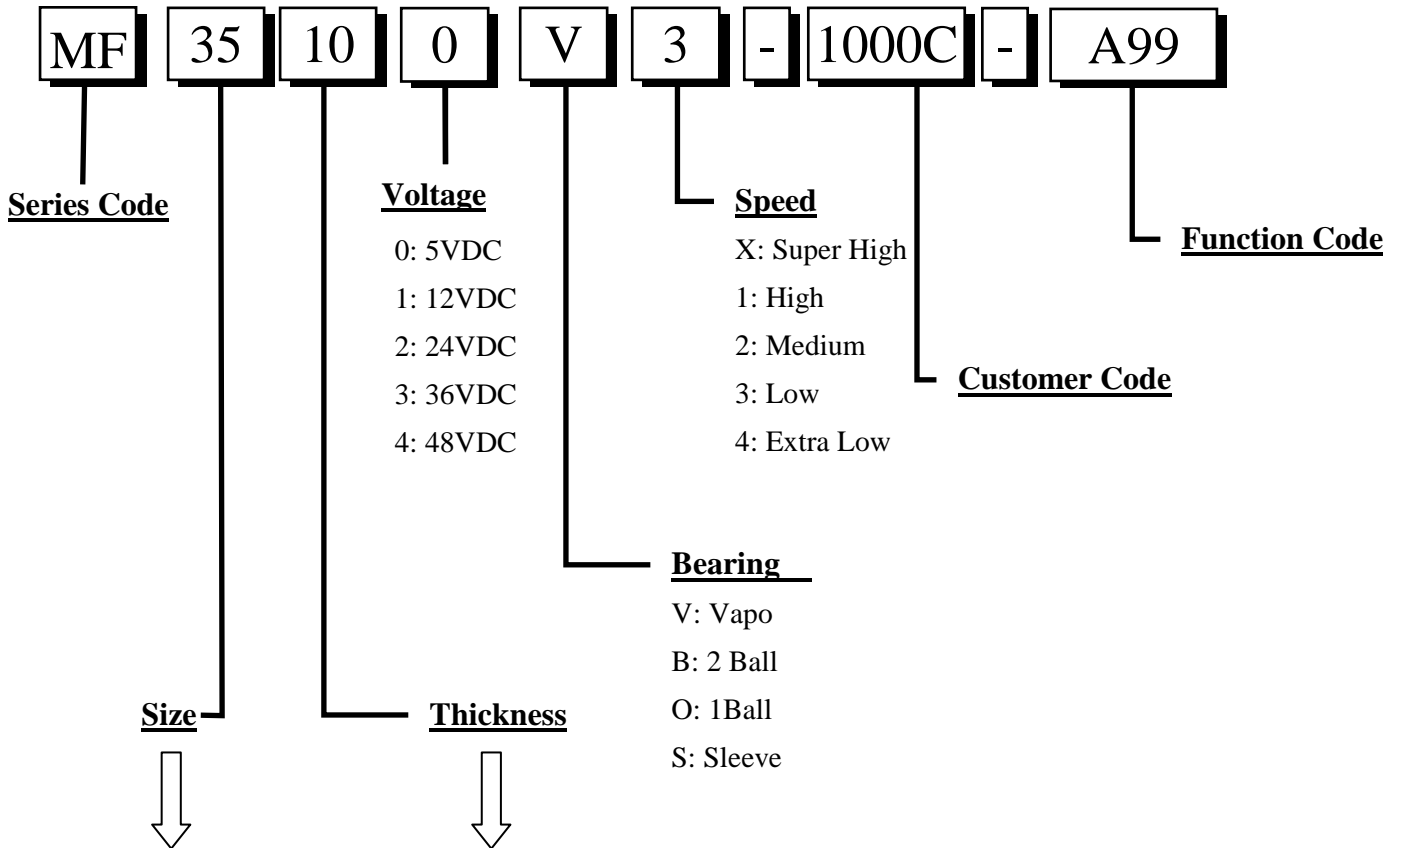 MF 35 10 0 V 3 - 1000C - A99
Series Code
Voltage
0: 5VDC
1: 12VDC
2: 24VDC
3: 36VDC
4: 48VDC
Speed
X: Super High
1: High
2: Medium
3: Low
4: Extra Low
Function Code
Customer Code
Bearing
V: Vapo
B: 2 Ball
O: 1Ball
S: Sleeve
Size
Thickness